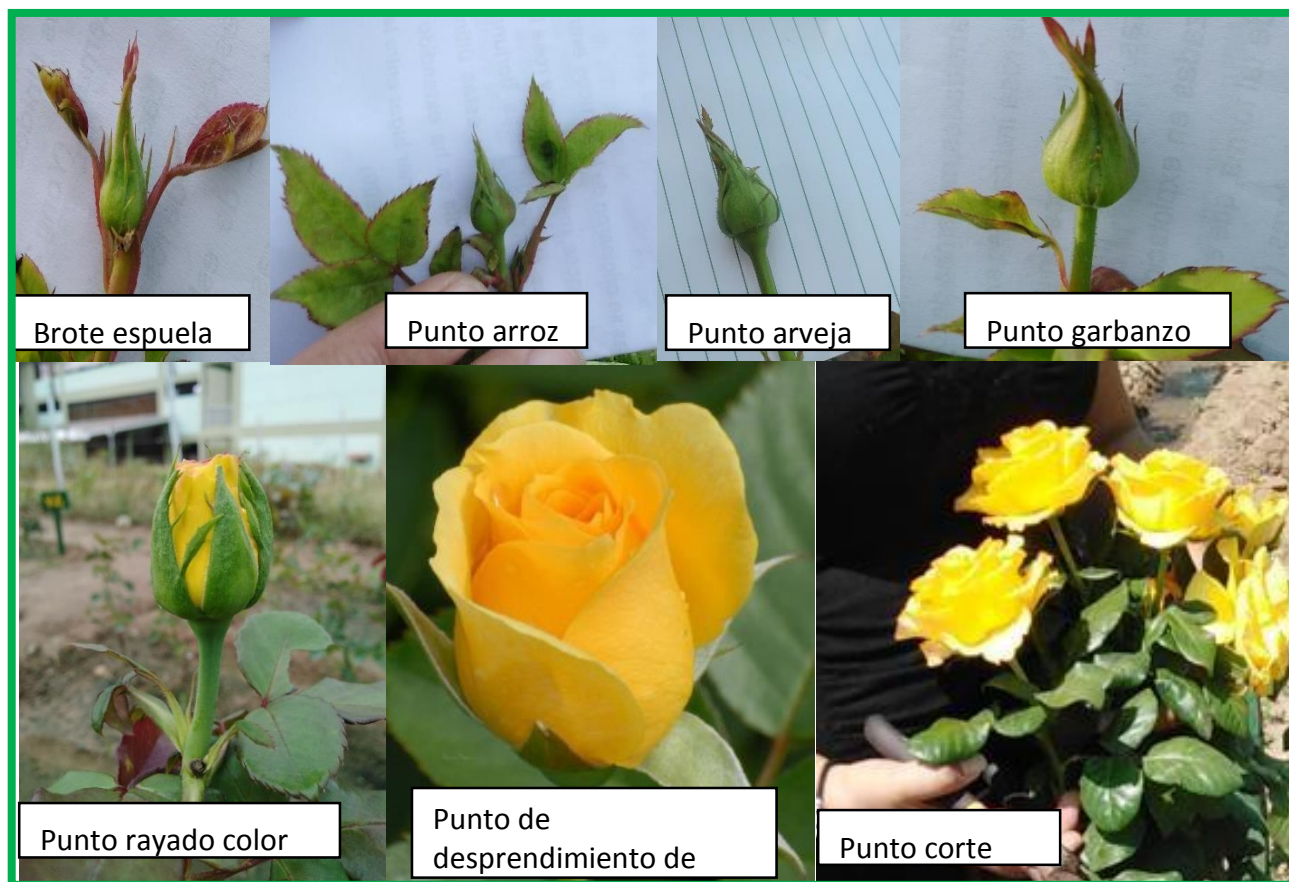 Brote espuela
Punto arroz
Punto arveja
Punto garbanzo
Punto rayado color
Punto de
desprendimiento de
Punto corte